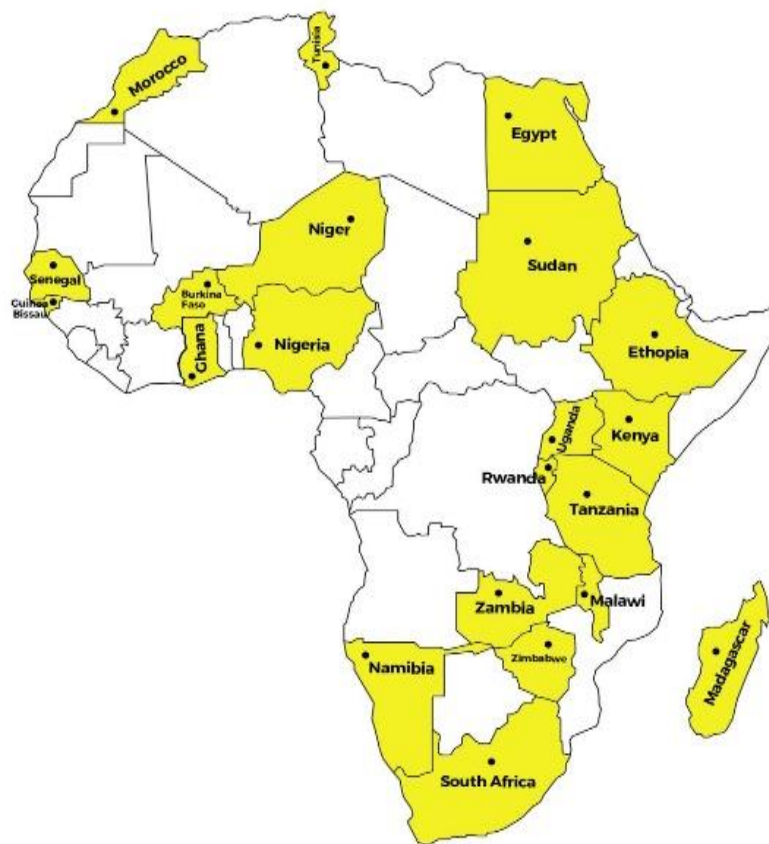 Tunisia
Morocco
Egypt
Niger
Sudan
Senegal
Burkina
Faso
Guinea
Bissau
Ghana
Nigeria
Ethopia
Uganda
Kenya
Rwanda
Tanzania
Zambia
Malawi
Zimbabwe
Namibia
Madagascar
South Africa